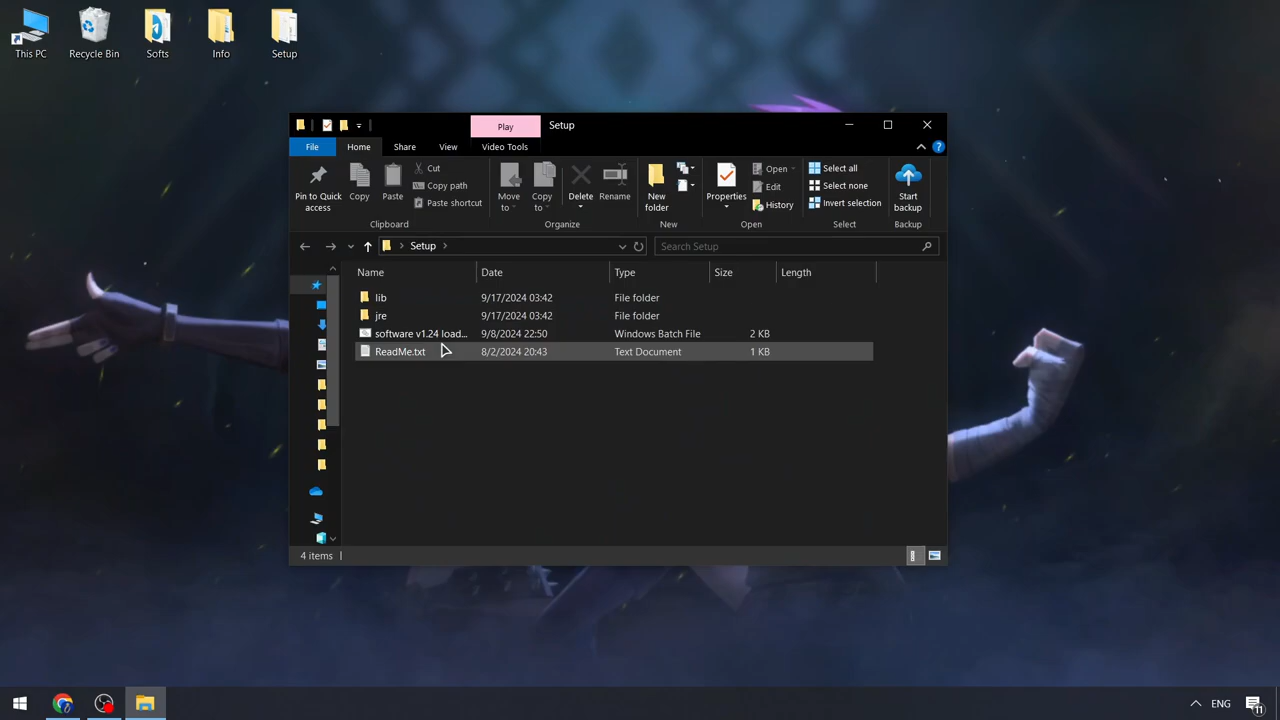 This PC
Recycle Bin
Softs
Info
Setup
Play
Setup
File
Home
Share
View
Video Tools
Pin to Quick access
Copy
Paste
Cut
Copy path
Paste shortcut
Move to
Copy to
Delete
Rename
New folder
Properties
Open
Edit
History
Select all
Select none
Invert selection
Start backup
Clipboard
Organize
New
Open
Select
Backup
Setup
Search Setup
Name
Date
Type
Size
Length
lib 9/17/2024 03:42 File folder
jre 9/17/2024 03:42 File folder
software v1.24 load... 9/8/2024 22:50 Windows Batch File 2 KB
ReadMe.txt 8/2/2024 20:43 Text Document 1 KB
4 items
ENG
11